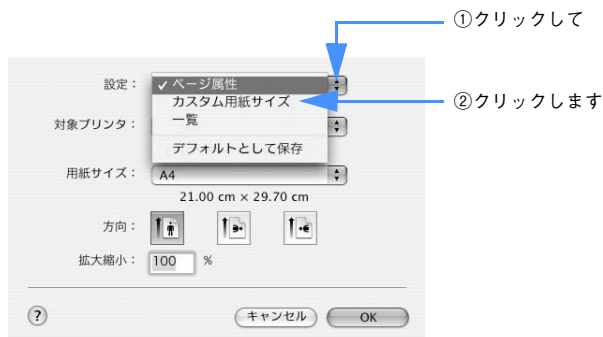 ①クリックして
設定：
✓ページ属性
カスタム用紙サイズ
②クリックします
一覧
対象プリンタ：
デフォルトとして保存
用紙サイズ：
A4
21.00 cm × 29.70 cm
方向：
拡大縮小：
100
%
?
キャンセル
OK